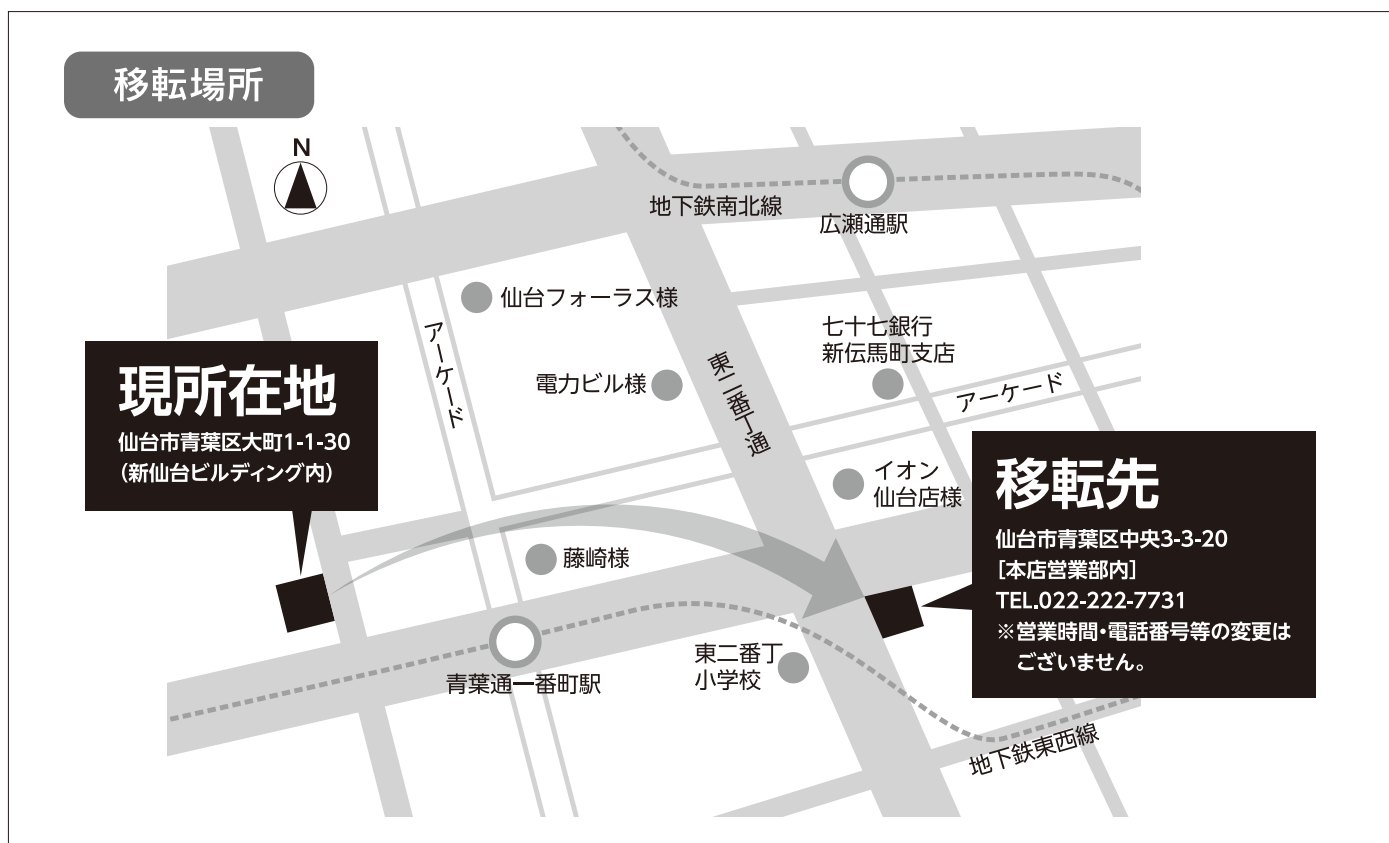 移転場所
N
地下鉄南北線
広瀬通駅
仙台フォーラス様
アーケード
七十七銀行
新伝馬町支店
電力ビル様
東二番丁通
アーケード
現所在地
仙台市青葉区大町1-1-30
(新仙台ビルディング内)
イオン
仙台店様
移転先
仙台市青葉区中央3-3-20
[本店営業部内]
TEL.022-222-7731
※営業時間・電話番号等の変更は
ございません。
藤崎様
東二番丁
小学校
青葉通一番町駅
地下鉄東西線